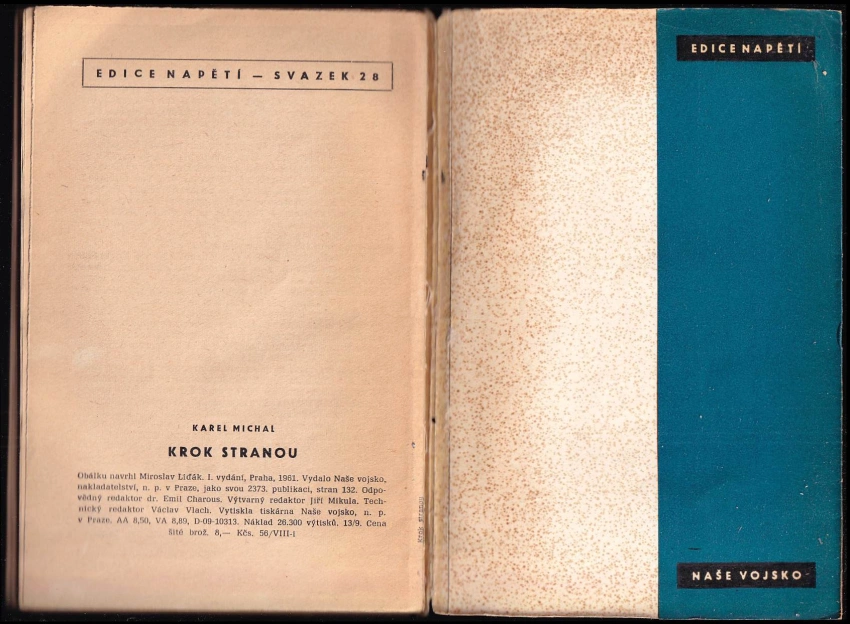 EDICE NAPĚTÍ — SVAZEK 28
KAREL MICHAL
KROK STRANOU
Obálku navrhl Miroslav Liďák. I. vydání, Praha, 1961. Vydalo Naše vojsko,
nakladatelství, n. p. v Praze, jako svou 2373. publikaci, stran 132. Odpo-
vědný redaktor dr. Emil Charous. Výtvarný redaktor Jiří Mikula. Tech-
nický redaktor Václav Vlach. Vytiskla tiskárna Naše vojsko, n. p.
v Praze. AA 8,50, VA 8,89, D-09-10313. Náklad 26.300 výtisků. 13/9. Cena
šité brož. 8,— Kčs. 56/VIII-i
EDICE NAPĚTÍ
NAŠE VOJSKO